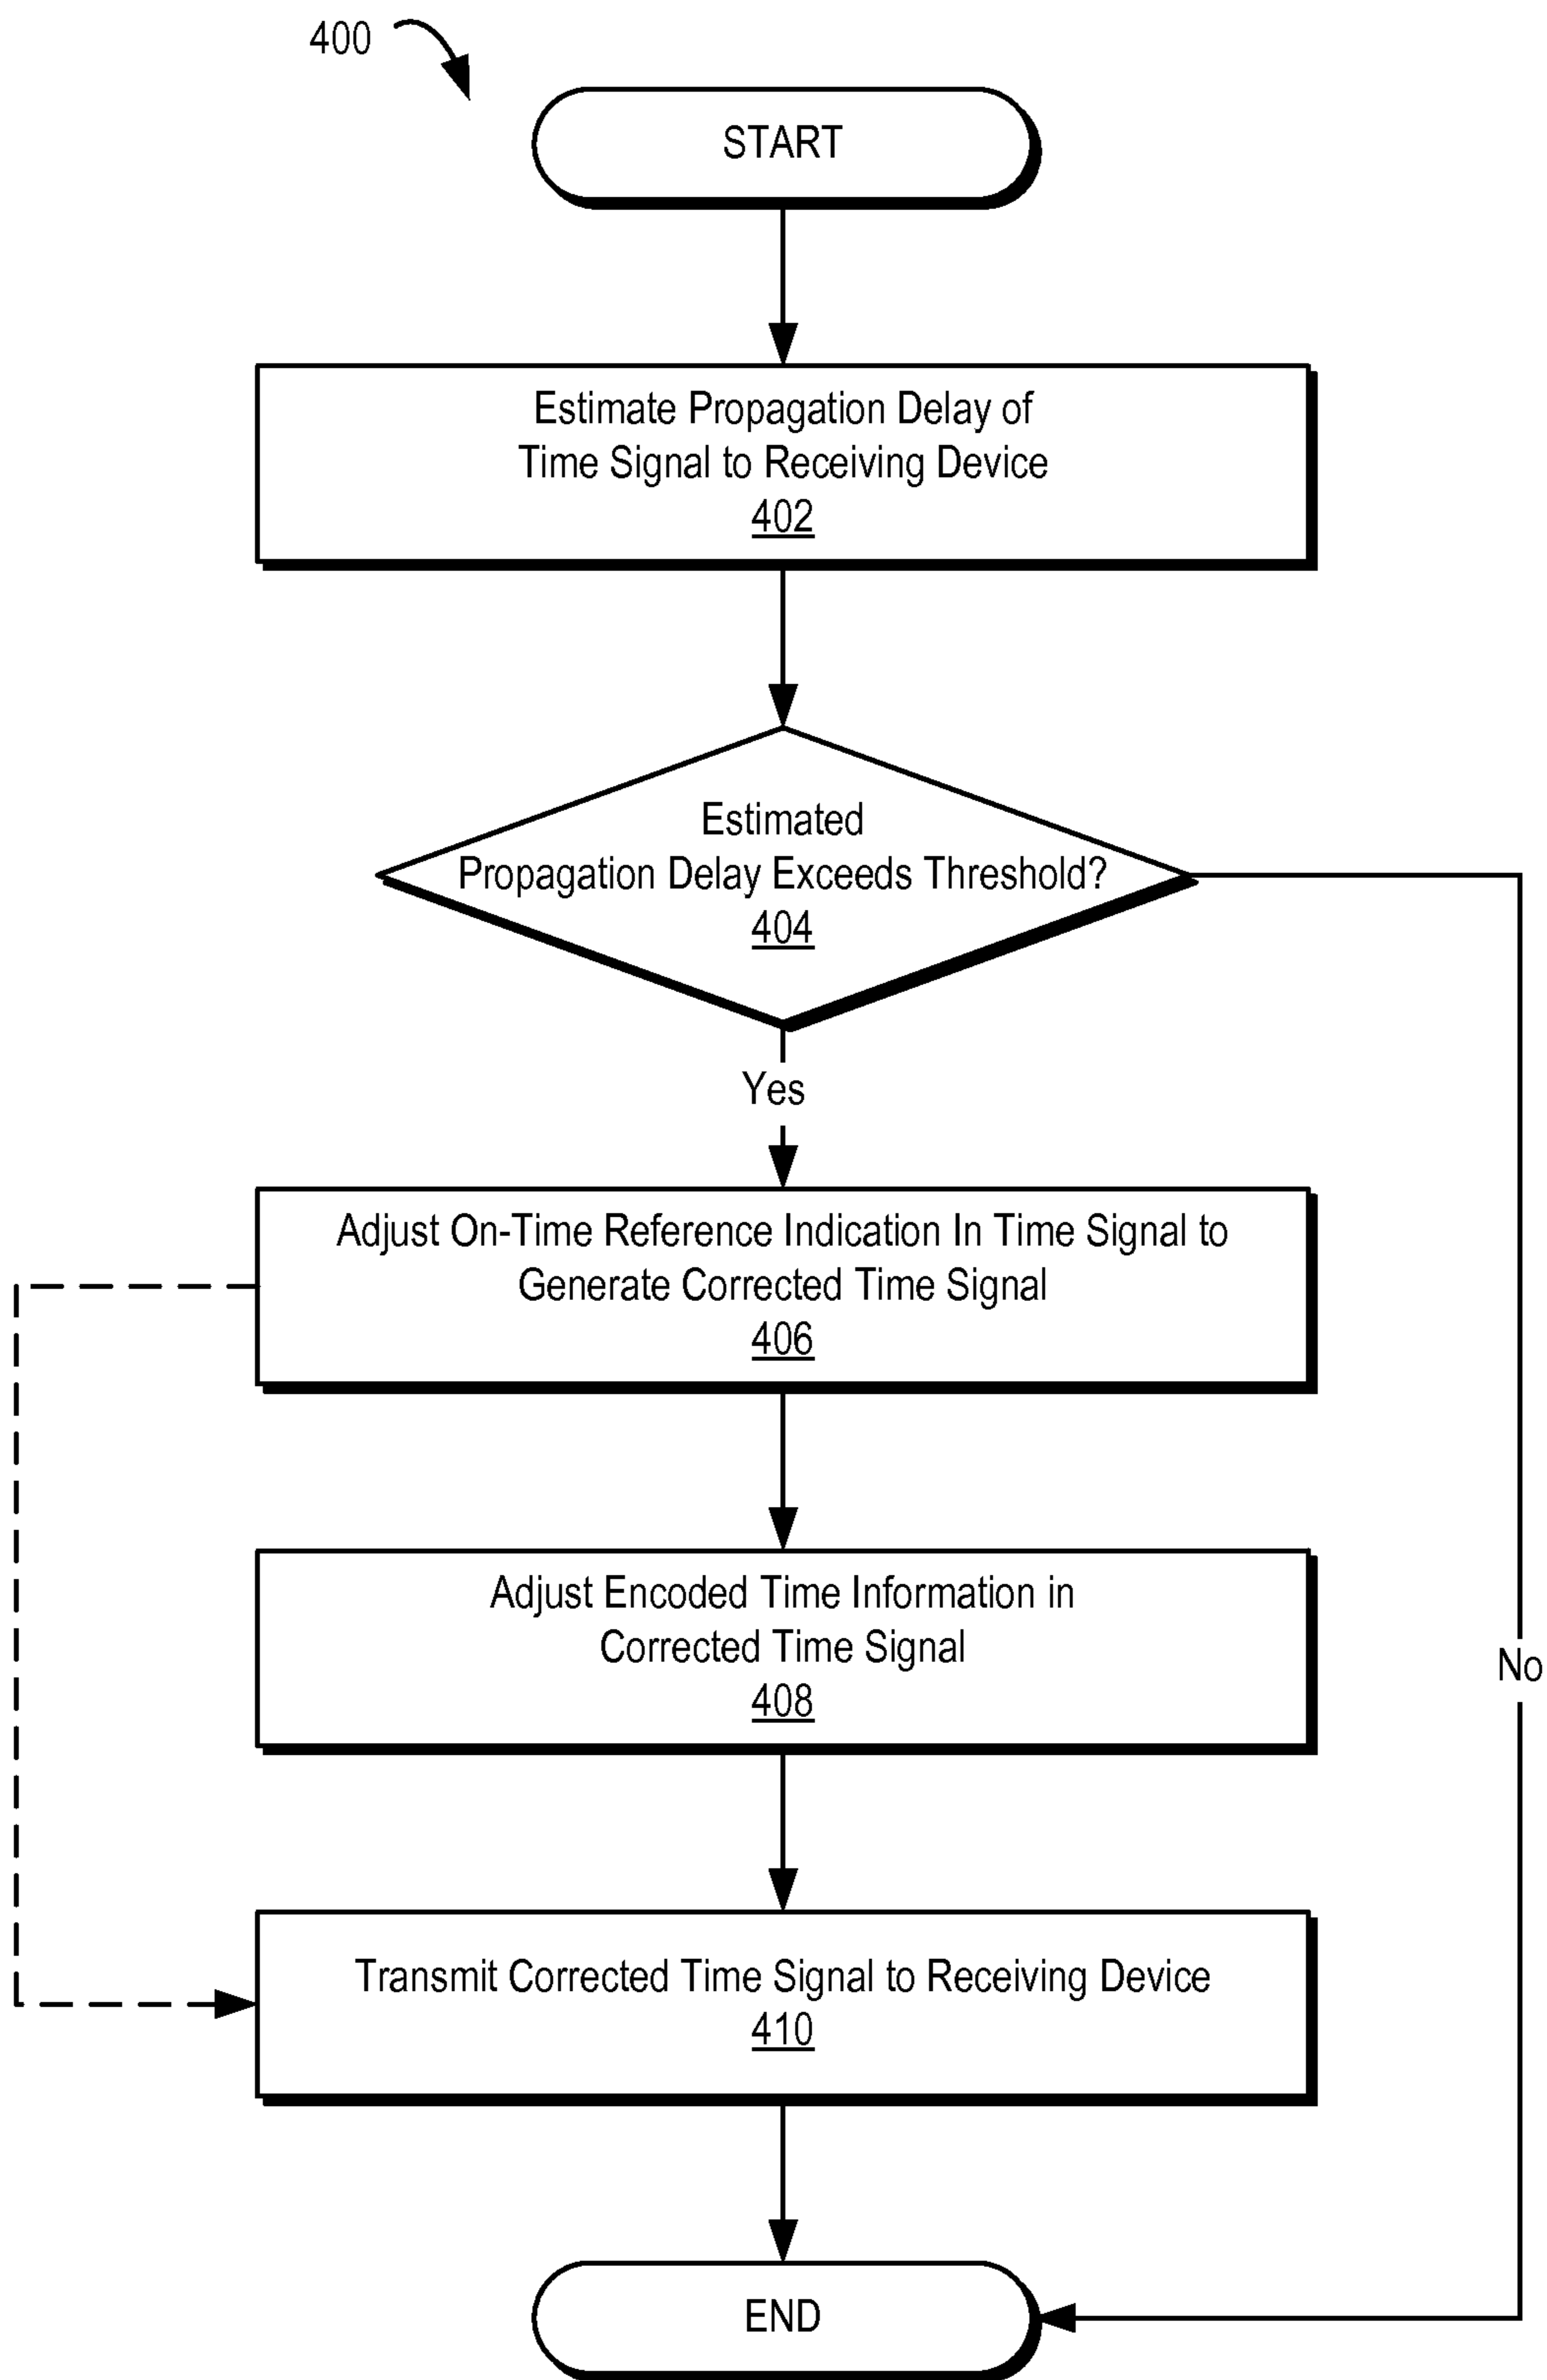 400
START
Estimate Propagation Delay of
Time Signal to Receiving Device
402
Estimated
Propagation Delay Exceeds Threshold?
404
Yes
Adjust On-Time Reference Indication In Time Signal to
Generate Corrected Time Signal
406
Adjust Encoded Time Information in
Corrected Time Signal
408
No
Transmit Corrected Time Signal to Receiving Device
410
END